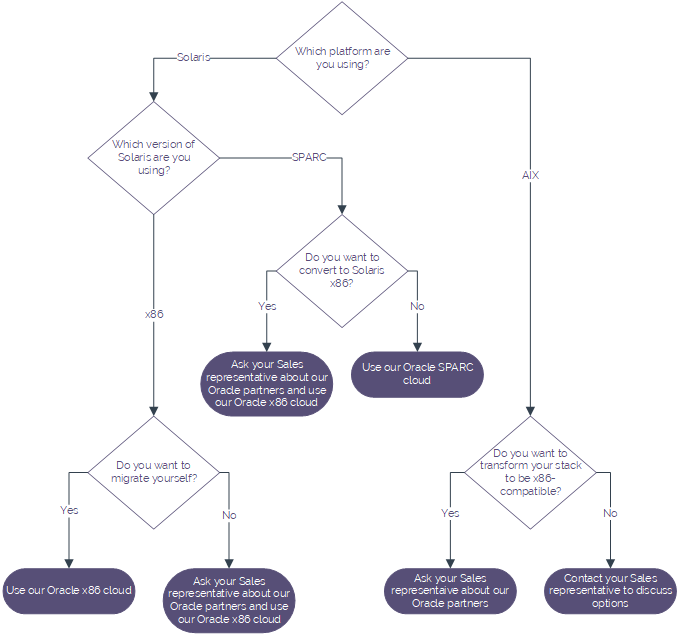 Which platform are
you using?
Solaris
Which version of
Solaris are you
using?
SPARC
AIX
Do you want to
convert to Solaris
x86?
Yes
No
x86
Ask your Sales
representative about our
Oracle partners and use
our Oracle x86 cloud
Use our Oracle SPARC
cloud
Do you want to
migrate yourself?
Do you want to
transform your stack
to be x86-
compatible?
Yes
No
Yes
No
Use our Oracle x86 cloud
Ask your Sales
representative about our
Oracle partners and use
our Oracle x86 cloud
Ask your Sales
representaive about our
Oracle partners
Contact your Sales
representative to discuss
options